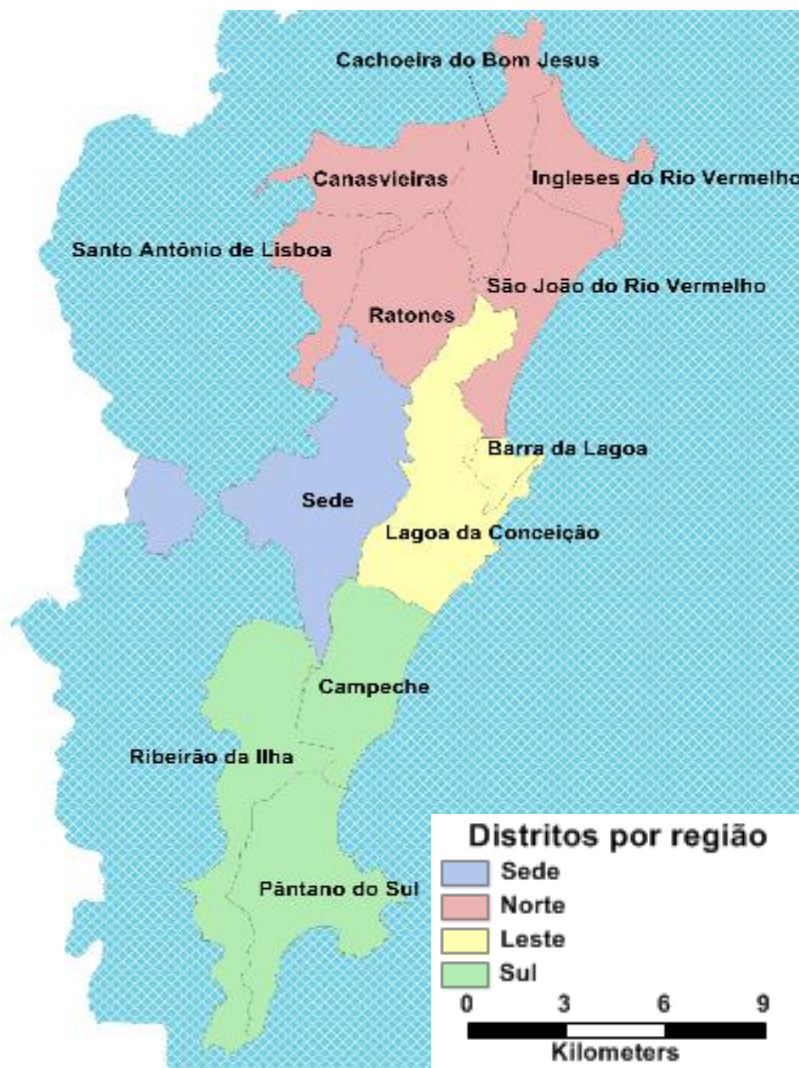 Cachoeira do Bom Jesus
Canasvieiras
Ingleses do Rio Vermelho
Santo Antônio de Lisboa
São João do Rio Vermelho
Ratones
Barra da Lagoa
Sede
Lagoa da Conceição
Campeche
Ribeirão da Ilha
Pântano do Sul
Distritos por região
Sede
Norte
Leste
Sul
0 3 6 9
Kilometers